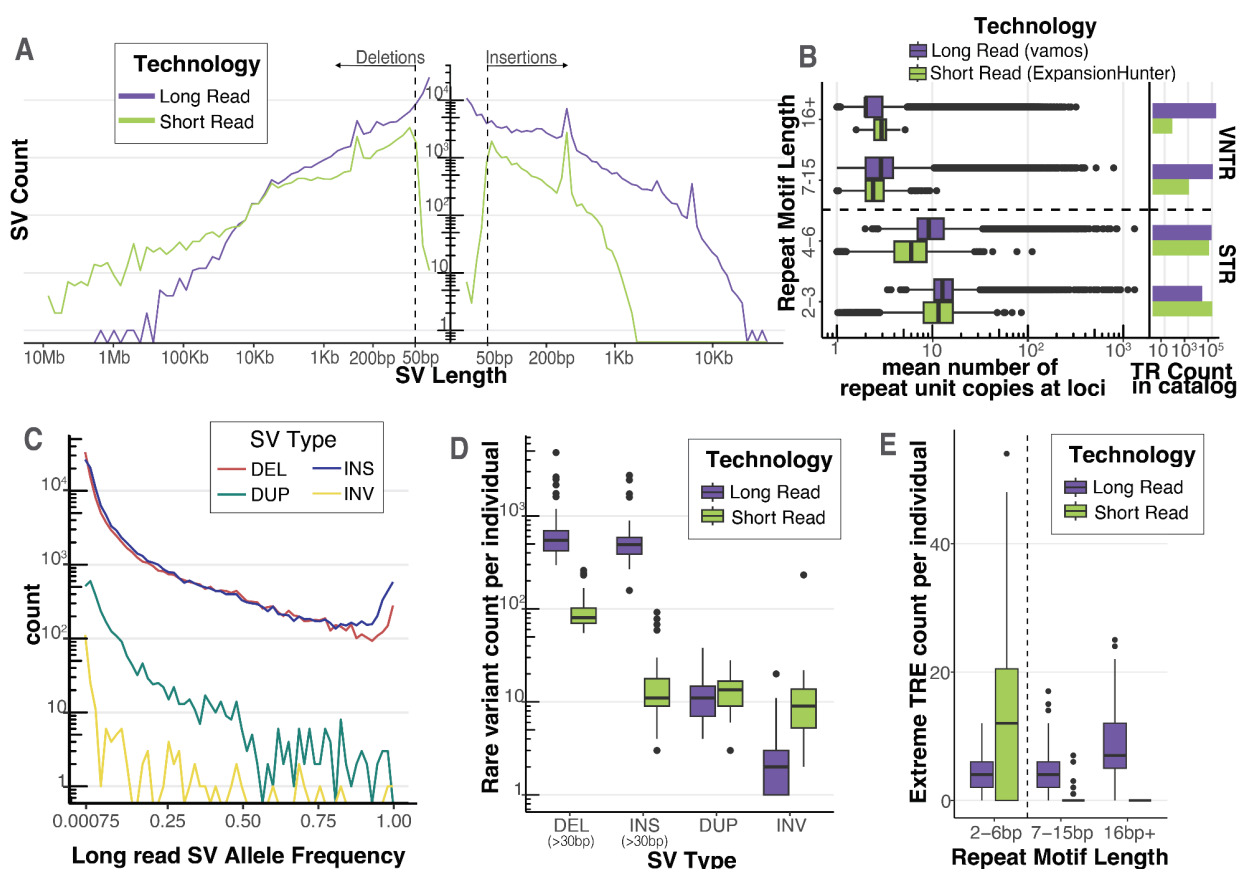 A
Technology
Long Read
Short Read
Deletions
Insertions
SV Count
10⁴
10³
10²
10
1
10Mb 1Mb 100Kb 10Kb 1Kb 200bp 50bp 50bp 200bp 1Kb 10Kb
SV Length
B
Technology
Long Read (vamos)
Short Read (ExpansionHunter)
Repeat Motif Length
16+
7-15
4-6
2-3
VNTR
STR
1 10 10² 10³
mean number of
repeat unit copies at loci
10 10³ 10⁵
TR Count
in catalog
C
SV Type
DEL INS
DUP INV
count
10⁴
10³
10²
10
1
0.00075 0.25 0.50 0.75 1.00
Long read SV Allele Frequency
D
Technology
Long Read
Short Read
Rare variant count per individual
10³
10²
10
1
DEL INS DUP INV
(>30bp) (>30bp)
SV Type
E
Technology
Long Read
Short Read
Extreme TRE count per individual
40
20
0
2-6bp 7-15bp 16bp+
Repeat Motif Length